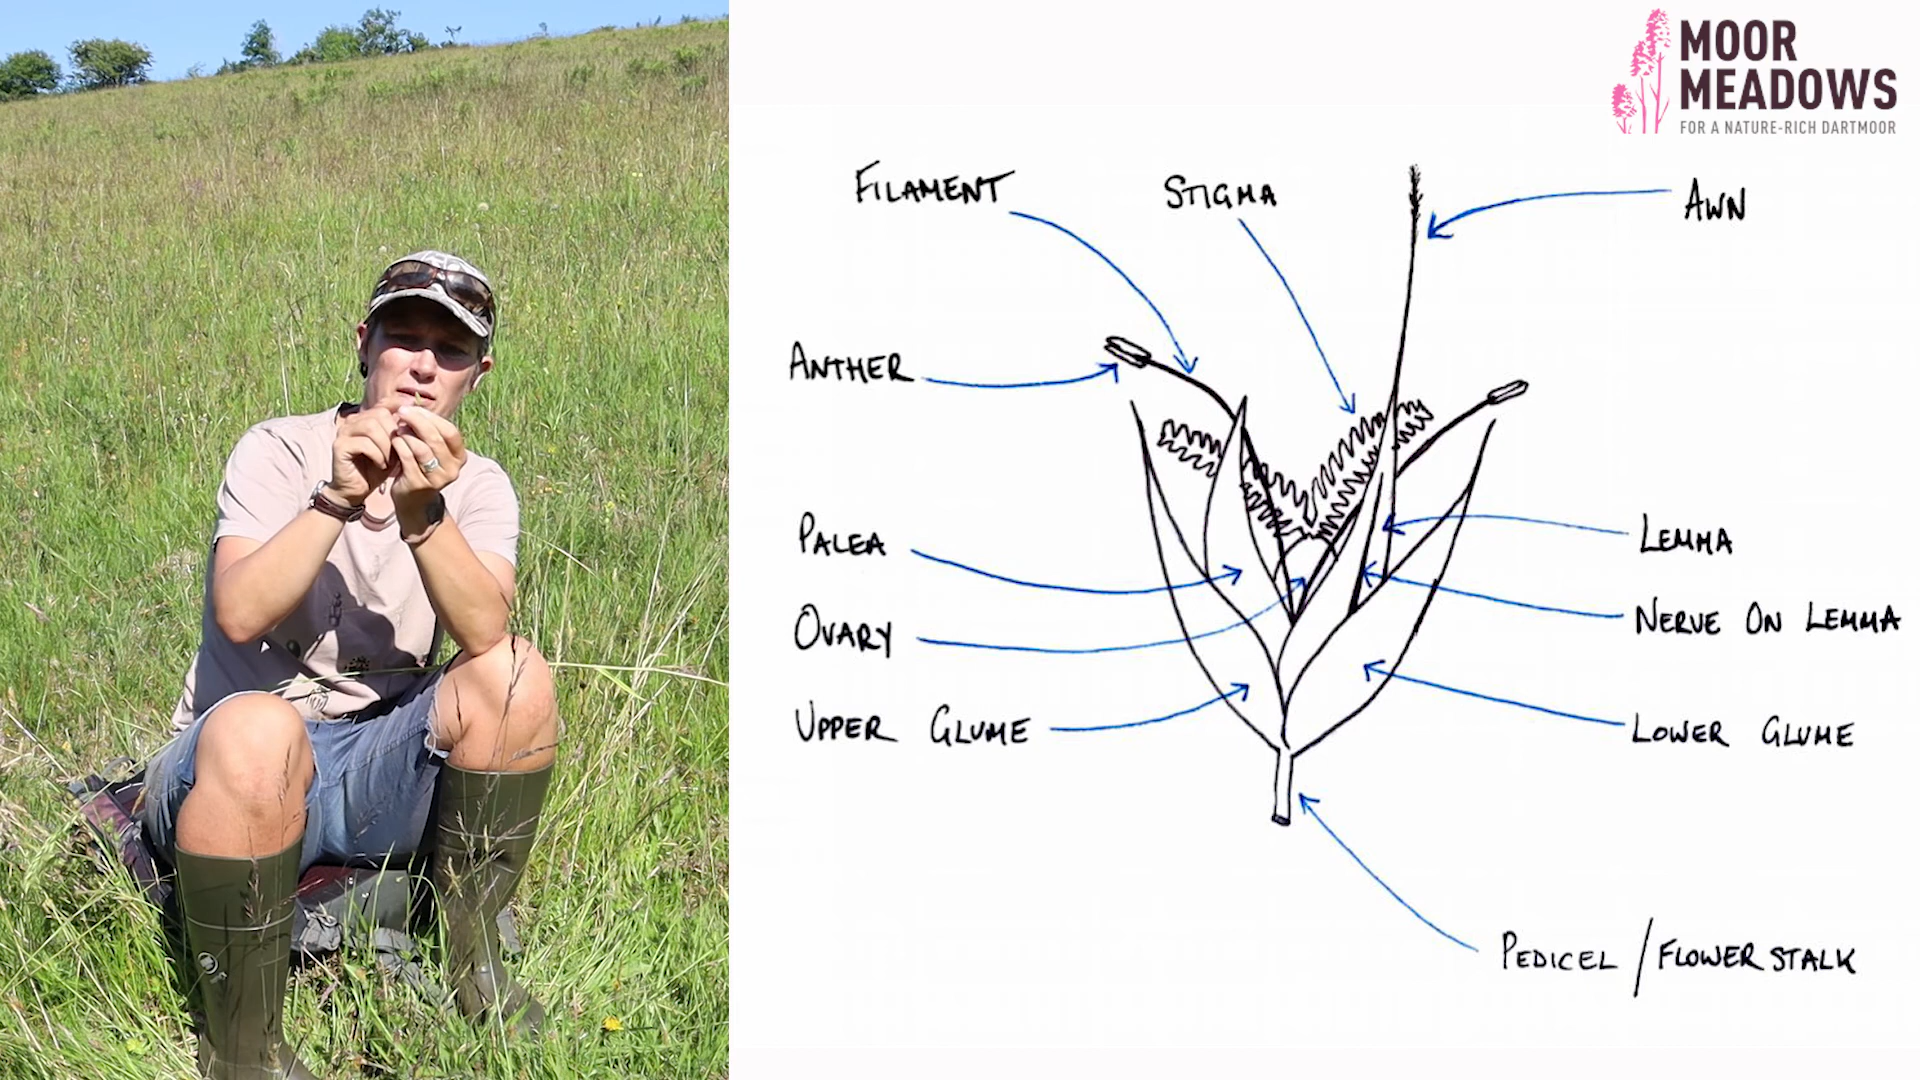 MOOR
MEADOWS
FOR A NATURE-RICH DARTMOOR
FILAMENT
STIGMA
AWN
ANTHER
PALEA
LEMMA
OVARY
NERVE ON LEMMA
UPPER GLUME
LOWER GLUME
PEDICEL / FLOWER STALK